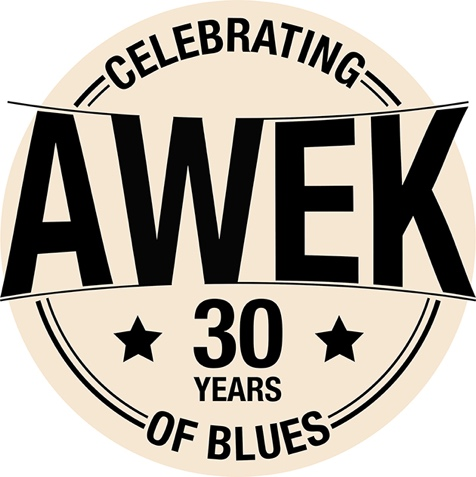 CELEBRATING
AWEK
30
YEARS
OF BLUES